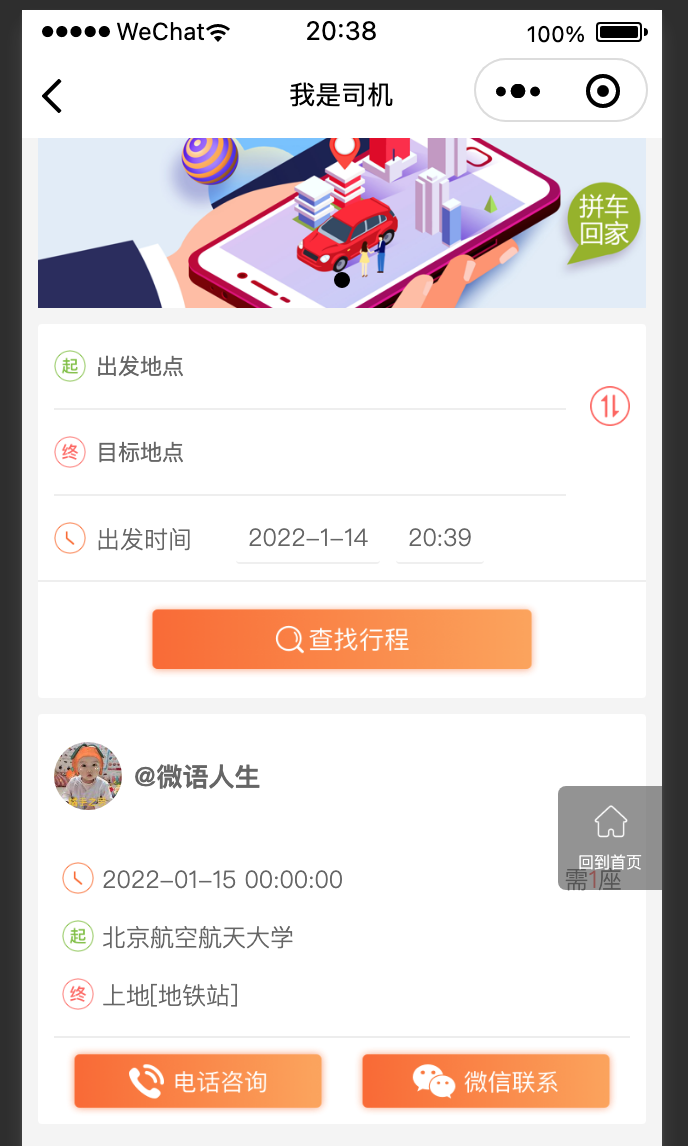 WeChat 20:38 100%
我是司机
拼车
回家
起 出发地点
终 目标地点
出发时间 2022-1-14 20:39
查找行程
@微语人生
回到首页
2022-01-15 00:00:00 需1座
起 北京航空航天大学
终 上地[地铁站]
电话咨询 微信联系